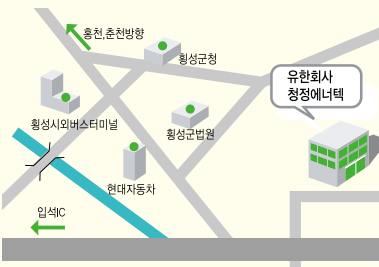 홍천,춘천방향
횡성군청
유한회사
청정에너텍
횡성시외버스터미널
횡성군법원
현대자동차
입석IC